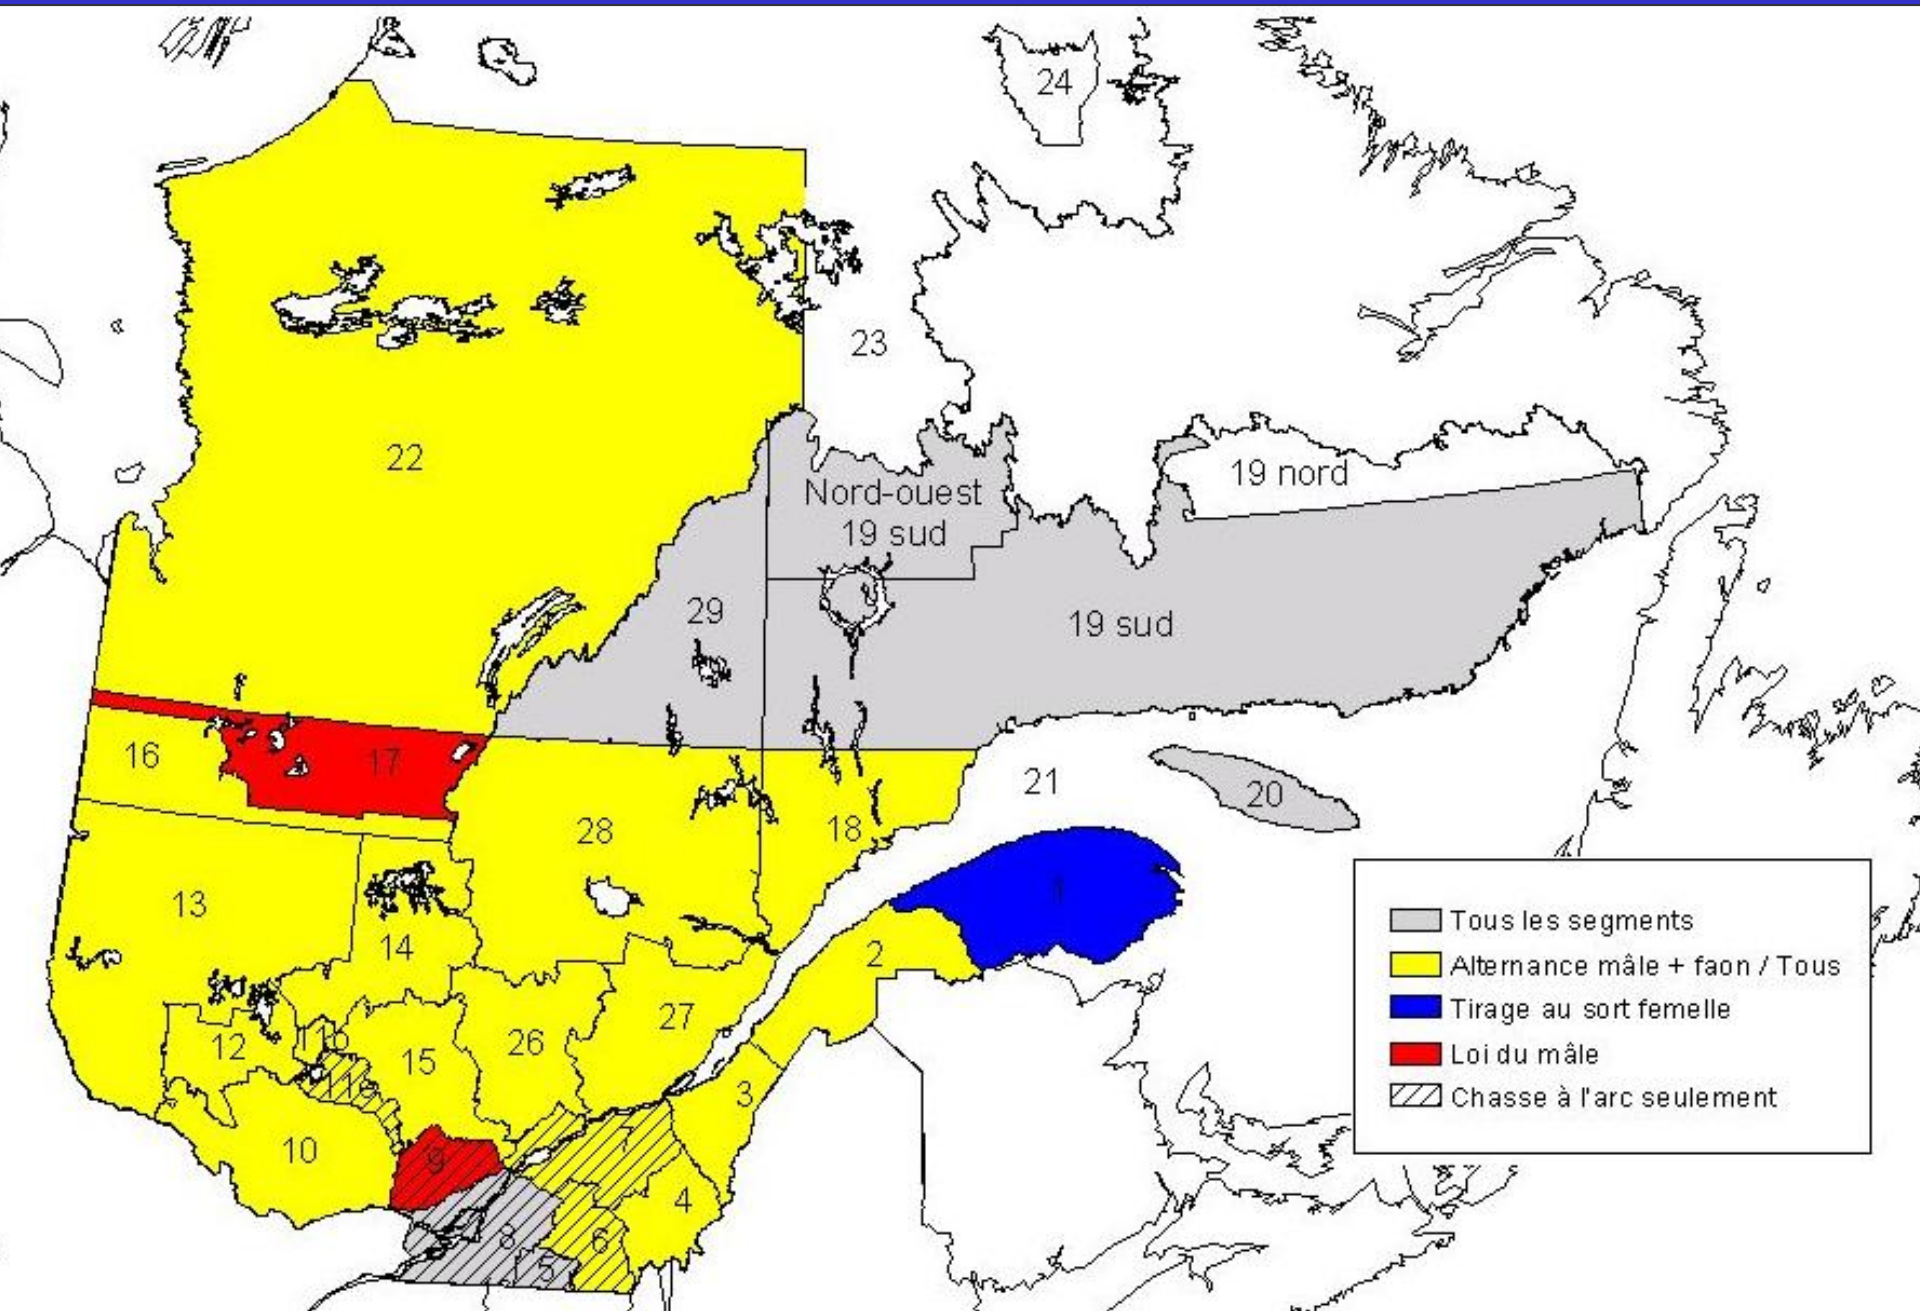 24
23
22
19 nord
Nord-ouest
19 sud
29
19 sud
16
17
21
20
28
18
1
13
14
2
12
15
26
27
3
10
9
7
4
8
6
5
Tous les segments
Alternance mâle + faon / Tous
Tirage au sort femelle
Loi du mâle
Chasse à l'arc seulement